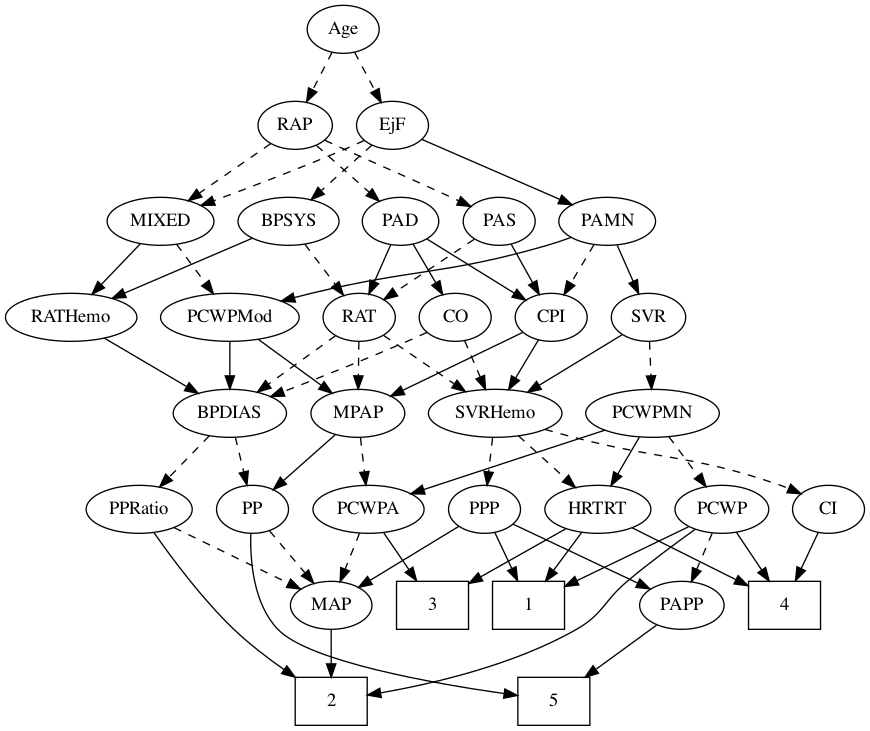 Age
RAP EjF
MIXED BPSYS PAD PAS PAMN
RATHemo PCWPMod RAT CO CPI SVR
BPDIAS MPAP SVRHemo PCWPMN
PPRatio PP PCWPA PPP HRTRT PCWP CI
MAP 3 1 PAPP 4
2 5